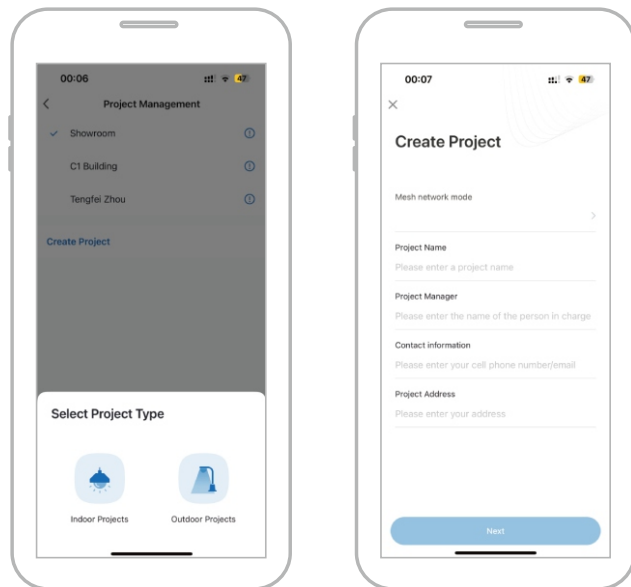 00:06
47
Project Management
Showroom
C1 Building
Tengfei Zhou
Create Project
Select Project Type
Indoor Projects
Outdoor Projects
00:07
47
Create Project
Mesh network mode
Project Name
Please enter a project name
Project Manager
Please enter the name of the person in charge
Contact information
Please enter your cell phone number/email
Project Address
Please enter your address
Next